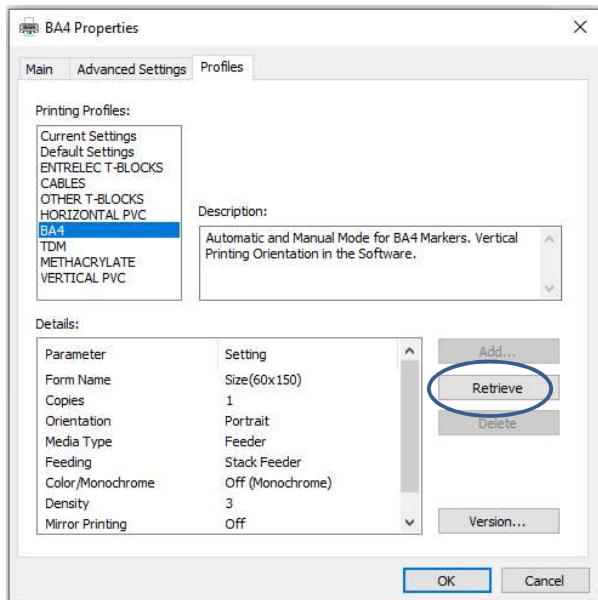 BA4 Properties
Main Advanced Settings Profiles
Printing Profiles:
Current Settings
Default Settings
ENTRELEC T-BLOCKS
CABLES
OTHER T-BLOCKS
HORIZONTAL PVC
BA4
TDM
METHACRYLATE
VERTICAL PVC
Description:
Automatic and Manual Mode for BA4 Markers. Vertical
Printing Orientation in the Software.
Details:
Parameter Setting
Form Name Size(60x150)
Copies 1
Orientation Portrait
Media Type Feeder
Feeding Stack Feeder
Color/Monochrome Off (Monochrome)
Density 3
Mirror Printing Off
Add...
Retrieve
Delete
Version...
OK Cancel